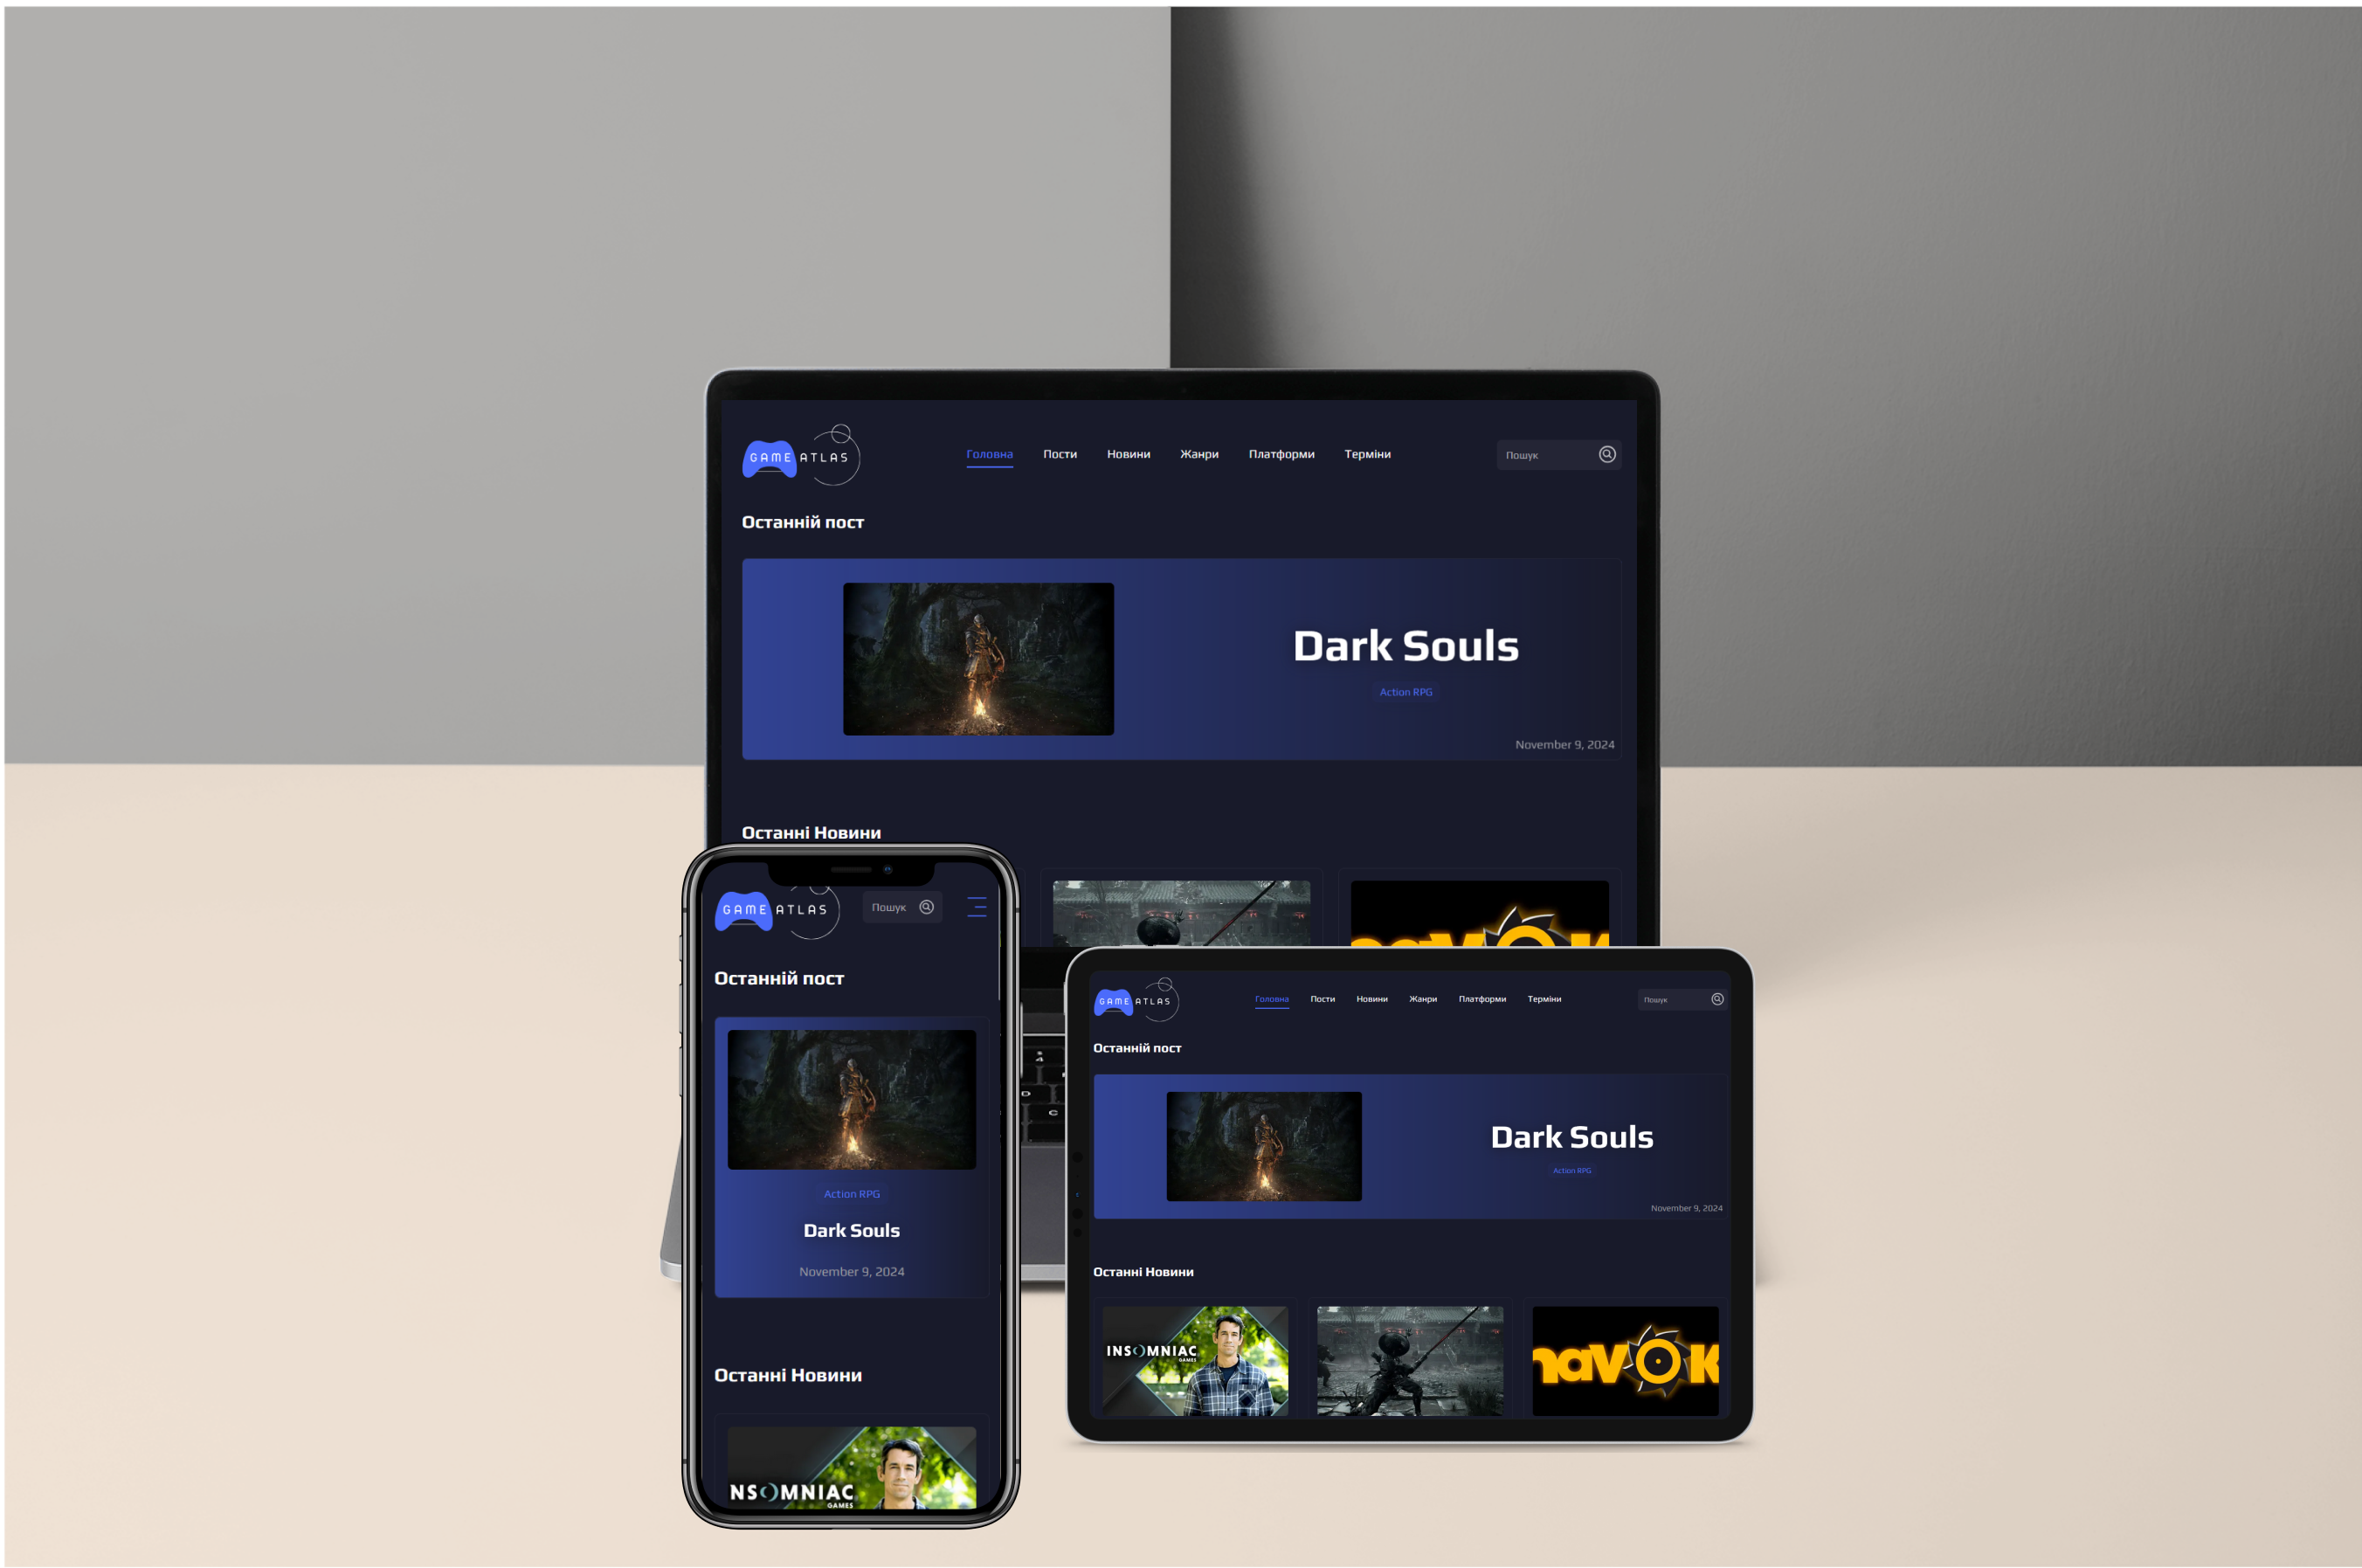 GAME ATLAS
Головна Пости Новини Жанри Платформи Терміни
Пошук
Останній пост
Dark Souls
Action RPG
November 9, 2024
Останні Новини
GAME ATLAS
Пошук
Останній пост
Action RPG
Dark Souls
November 9, 2024
Останні Новини
NSOMNIAC
GAMES
GAME ATLAS
Головна Пости Новини Жанри Платформи Терміни
Пошук
Останній пост
Dark Souls
Action RPG
November 9, 2024
Останні Новини
INSOMNIAC
GAMES
havok